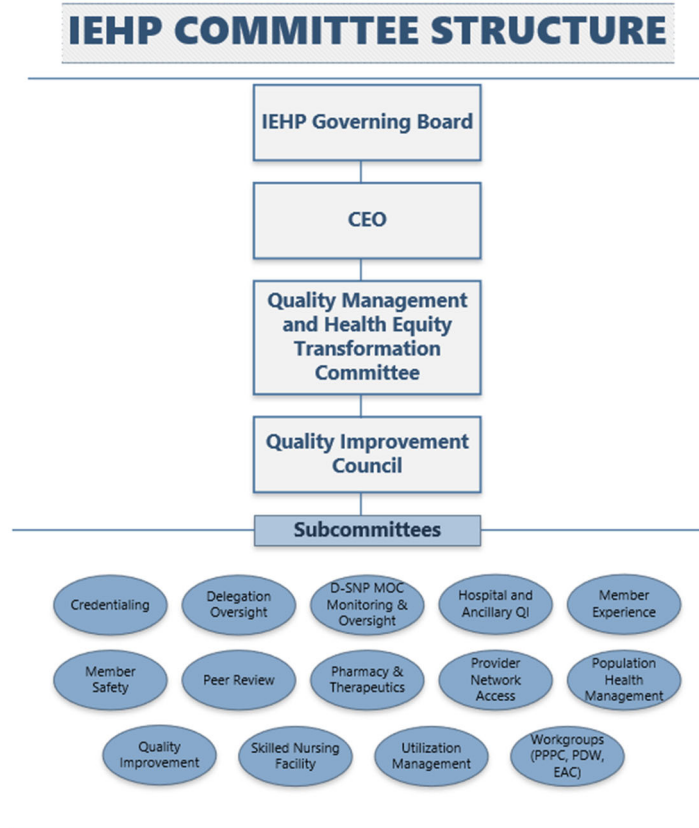 IEHP COMMITTEE STRUCTURE
IEHP Governing Board
CEO
Quality Management
and Health Equity
Transformation
Committee
Quality Improvement
Council
Subcommittees
Credentialing
Delegation
Oversight
D-SNP MOC
Monitoring &
Oversight
Hospital and
Ancillary QI
Member
Experience
Member
Safety
Peer Review
Pharmacy &
Therapeutics
Provider
Network
Access
Population
Health
Management
Quality
Improvement
Skilled Nursing
Facility
Utilization
Management
Workgroups
(PPPC, PDW,
EAC)